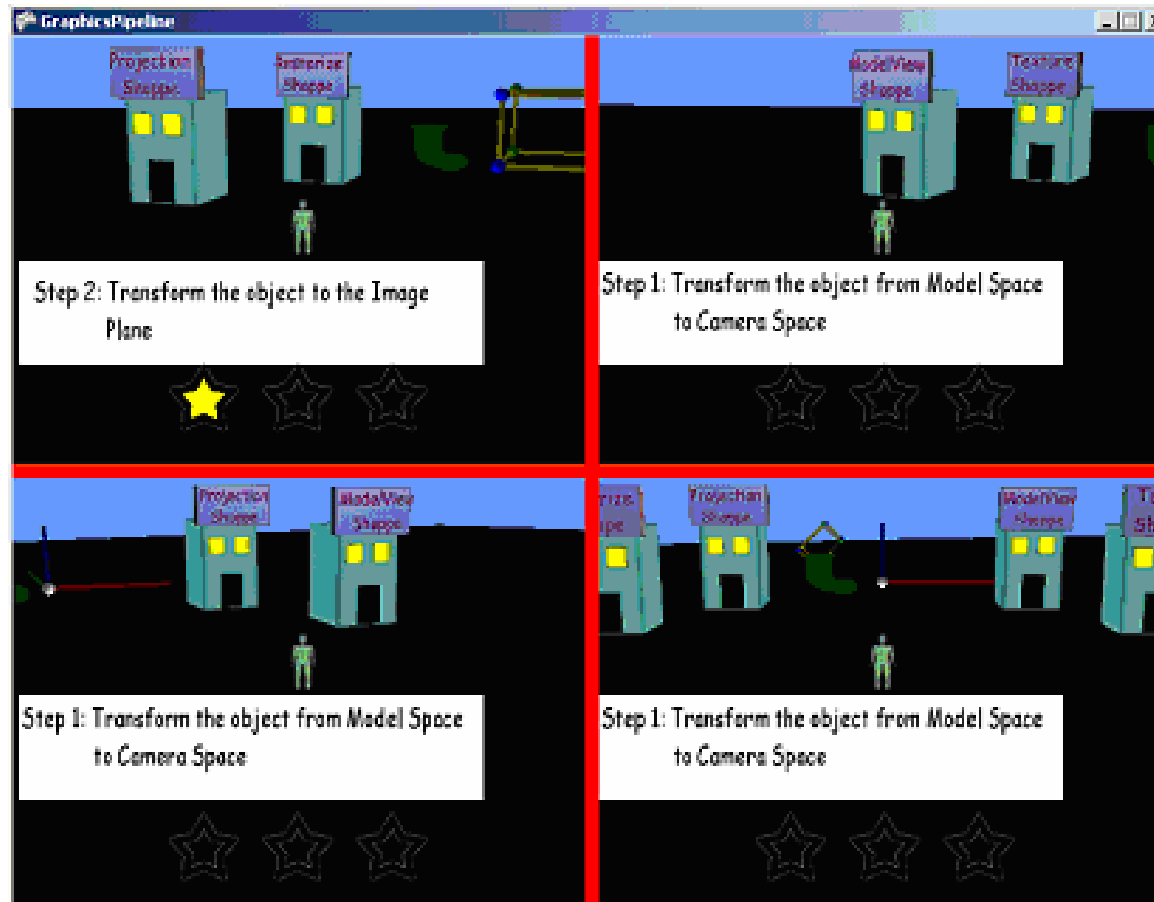 GraphicsPipeline
Projection
Shoppe
Rasterize
Shoppe
Step 2: Transform the object to the Image
Plane
ModelView
Shoppe
Texture
Shoppe
Step 1: Transform the object from Model Space
to Camera Space
Projection
Shoppe
ModelView
Shoppe
Step 1: Transform the object from Model Space
to Camera Space
Projection
Shoppe
ModelView
Shoppe
Step 1: Transform the object from Model Space
to Camera Space